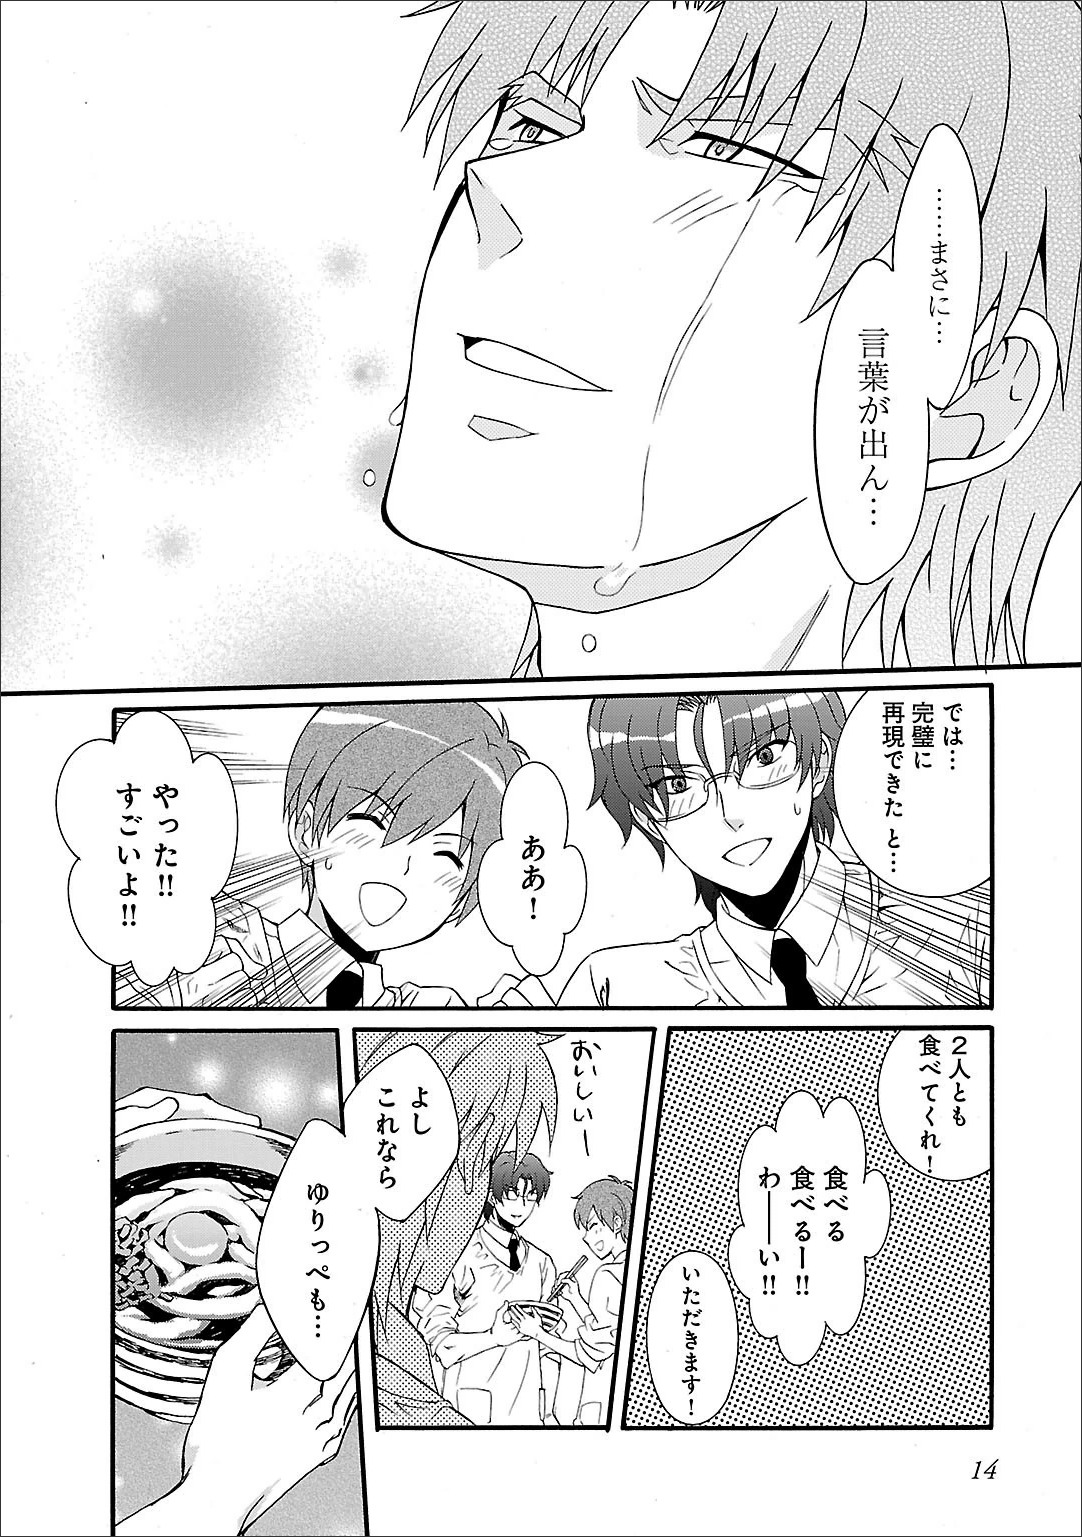 ……まさに…
言葉が出ん…
では…
完璧に
再現できた と…
ああ！
やった!!
すごいよ!!
２人とも
食べてくれ！
食べる
食べるー!!
わーーい!!
いただきます！
おいしいー
よし
これなら
ゆりっぺも…
14